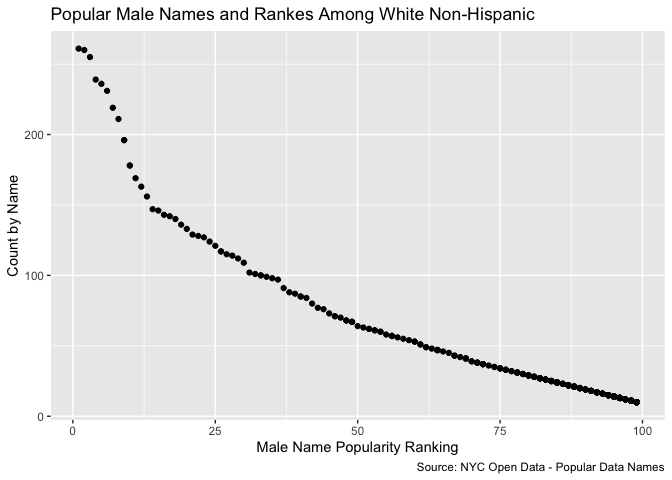 Popular Male Names and Rankes Among White Non-Hispanic
Count by Name
200
100
0
0 25 50 75 100
Male Name Popularity Ranking
Source: NYC Open Data - Popular Data Names